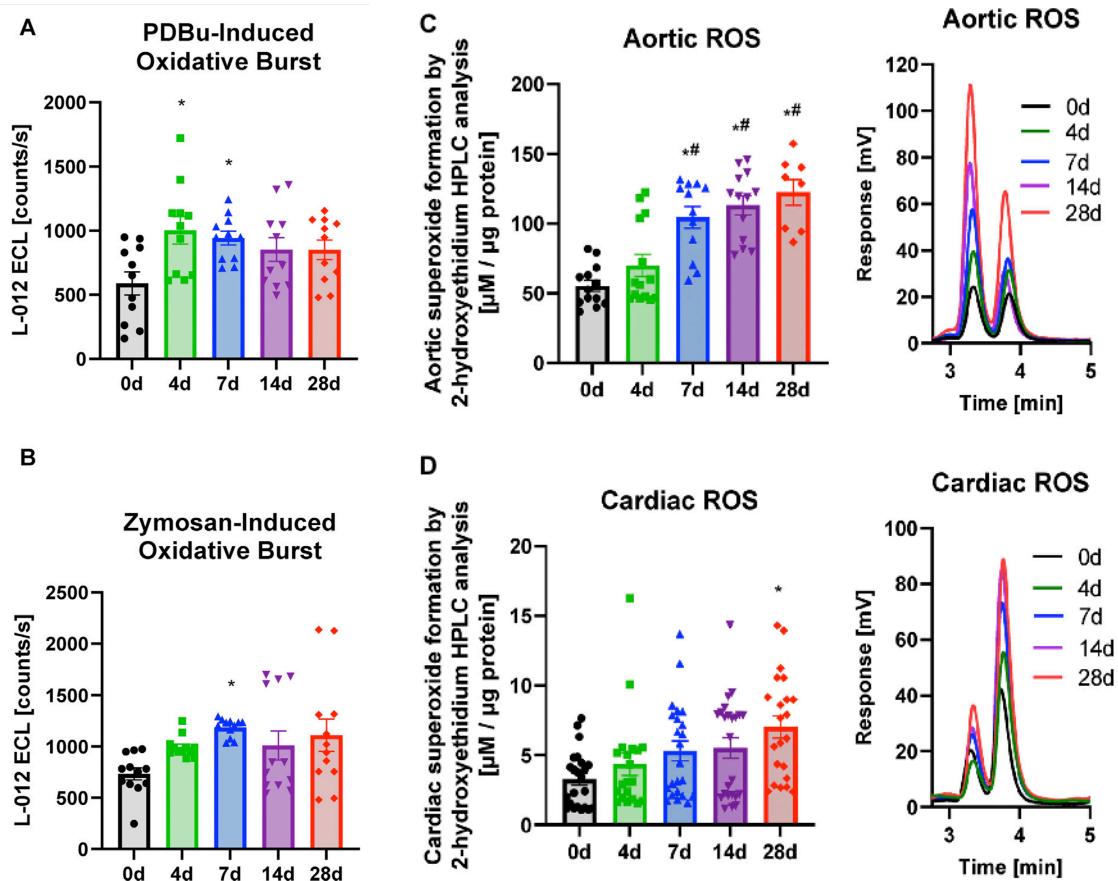 A
PDBu-Induced
Oxidative Burst
L-012 ECL [counts/s]
2000
1500
1000
500
0
*
*
0d
4d
7d
14d
28d
B
Zymosan-Induced
Oxidative Burst
L-012 ECL [counts/s]
2500
2000
1500
1000
500
0
*
0d
4d
7d
14d
28d
C
Aortic ROS
Aortic superoxide formation by
2-hydroxyethidium HPLC analysis
[µM / µg protein]
200
150
100
50
0
*#
*#
*#
0d
4d
7d
14d
28d
Aortic ROS
Response [mV]
120
100
80
60
40
20
0
0d
4d
7d
14d
28d
3
4
5
Time [min]
D
Cardiac ROS
Cardiac superoxide formation by
2-hydroxyethidium HPLC analysis
[µM / µg protein]
20
15
10
5
0
*
0d
4d
7d
14d
28d
Cardiac ROS
Response [mV]
100
80
60
40
20
0
0d
4d
7d
14d
28d
3
4
5
Time [min]